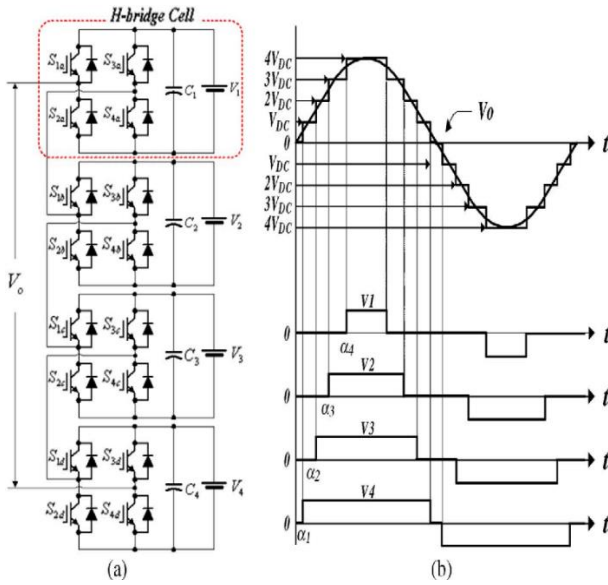 H-bridge Cell
S1a
S3a
C1
V1
S2a
S4a
S1b
S3b
C2
V2
S2b
S4b
Vo
S1c
S3c
C3
V3
S2c
S4c
S1d
S3d
C4
V4
S2d
S4d
(a)
4VDC
3VDC
2VDC
VDC
0
t
V0
VDC
2VDC
3VDC
4VDC
V1
0
t
α4
V2
0
t
α3
V3
0
t
α2
V4
0
t
α1
(b)